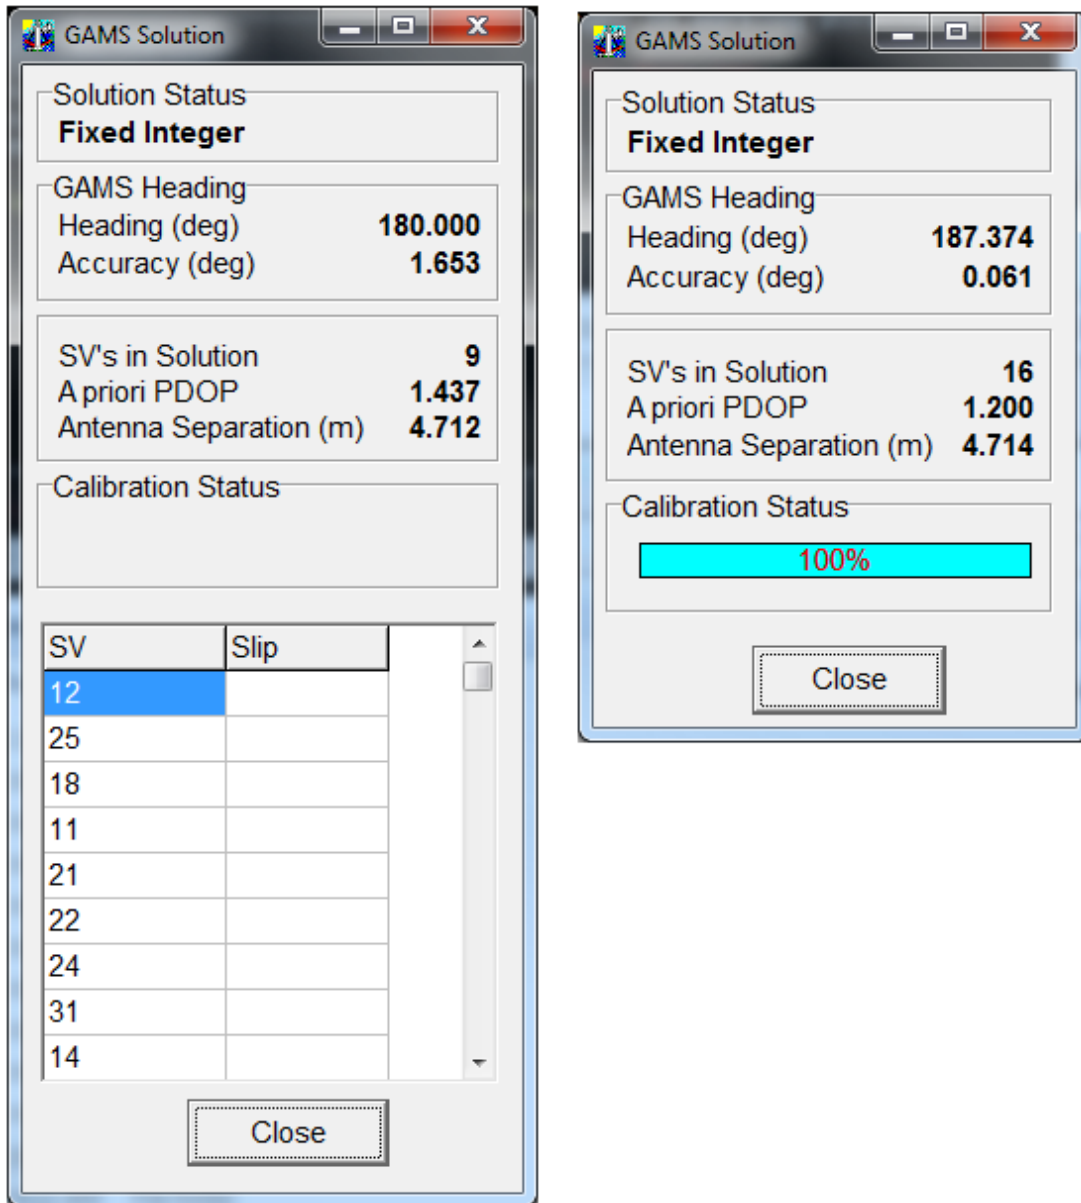 GAMS Solution
Solution Status
Fixed Integer
GAMS Heading
Heading (deg) 180.000
Accuracy (deg) 1.653
SV's in Solution 9
A priori PDOP 1.437
Antenna Separation (m) 4.712
Calibration Status
SV Slip
12
25
18
11
21
22
24
31
14
Close
GAMS Solution
Solution Status
Fixed Integer
GAMS Heading
Heading (deg) 187.374
Accuracy (deg) 0.061
SV's in Solution 16
A priori PDOP 1.200
Antenna Separation (m) 4.714
Calibration Status
100%
Close